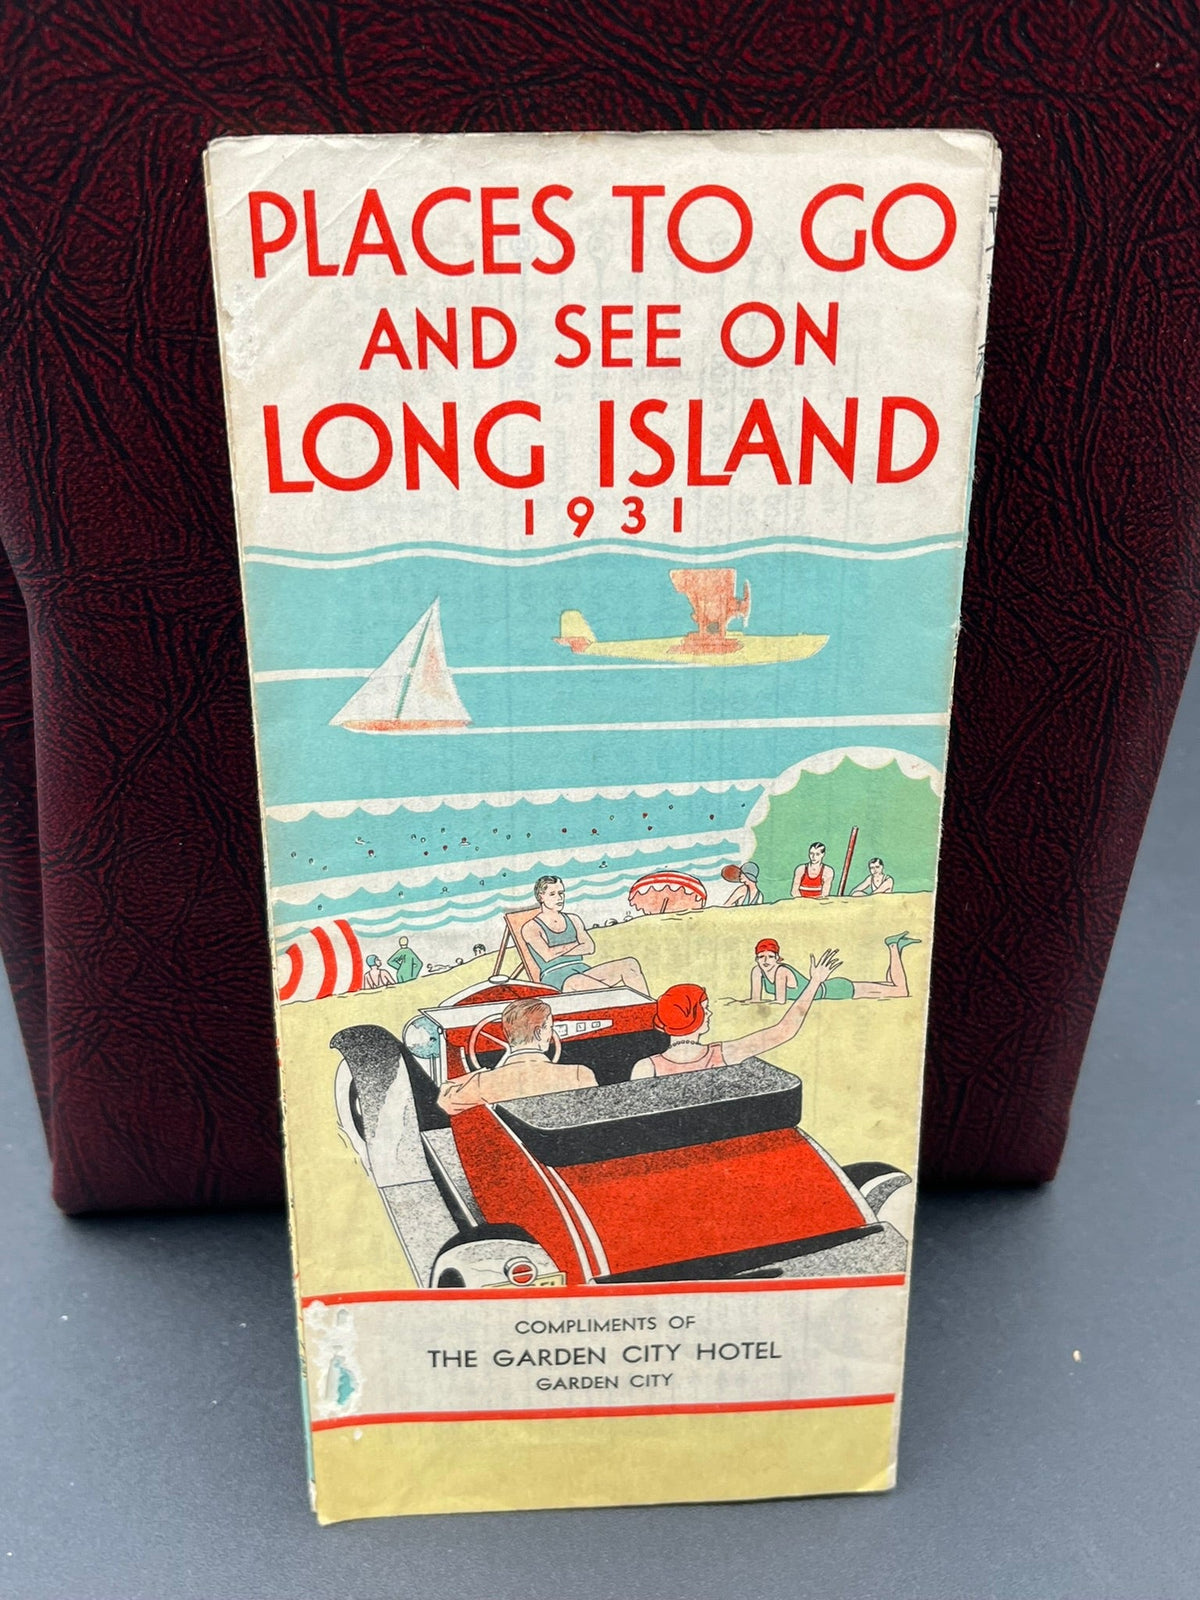 PLACES TO GO
AND SEE ON
LONG ISLAND
1931
COMPLIMENTS OF
THE GARDEN CITY HOTEL
GARDEN CITY